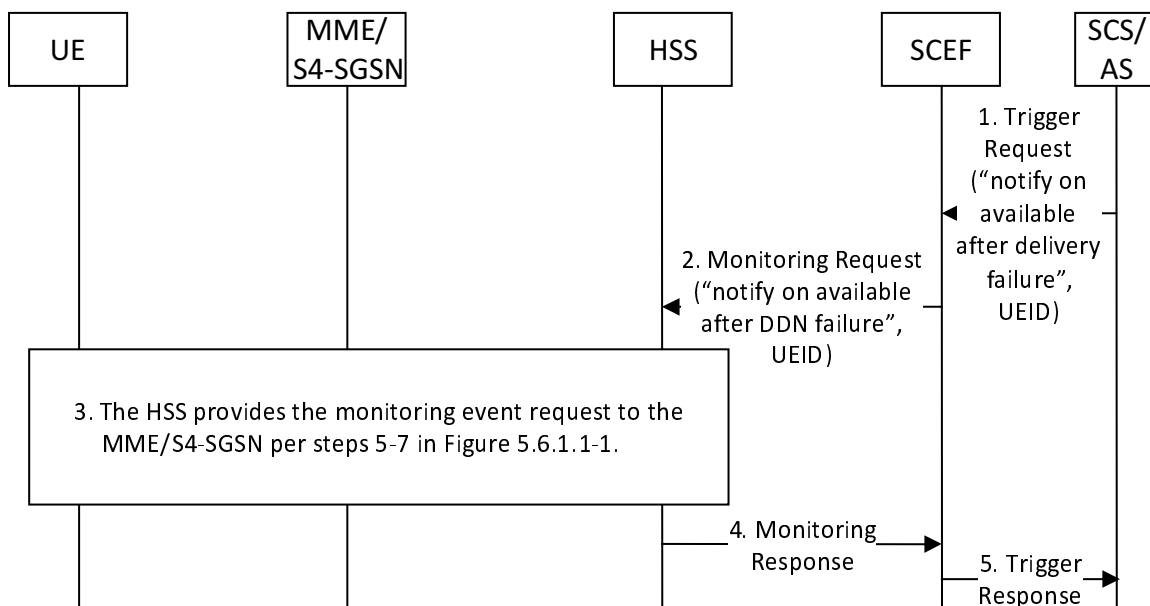 UE
MME/
S4-SGSN
HSS
SCEF
SCS/
AS
1. Trigger
Request
(“notify on
available
after delivery
failure”,
UEID)
2. Monitoring Request
(“notify on available
after DDN failure”,
UEID)
3. The HSS provides the monitoring event request to the
MME/S4-SGSN per steps 5-7 in Figure 5.6.1.1-1.
4. Monitoring
Response
5. Trigger
Response